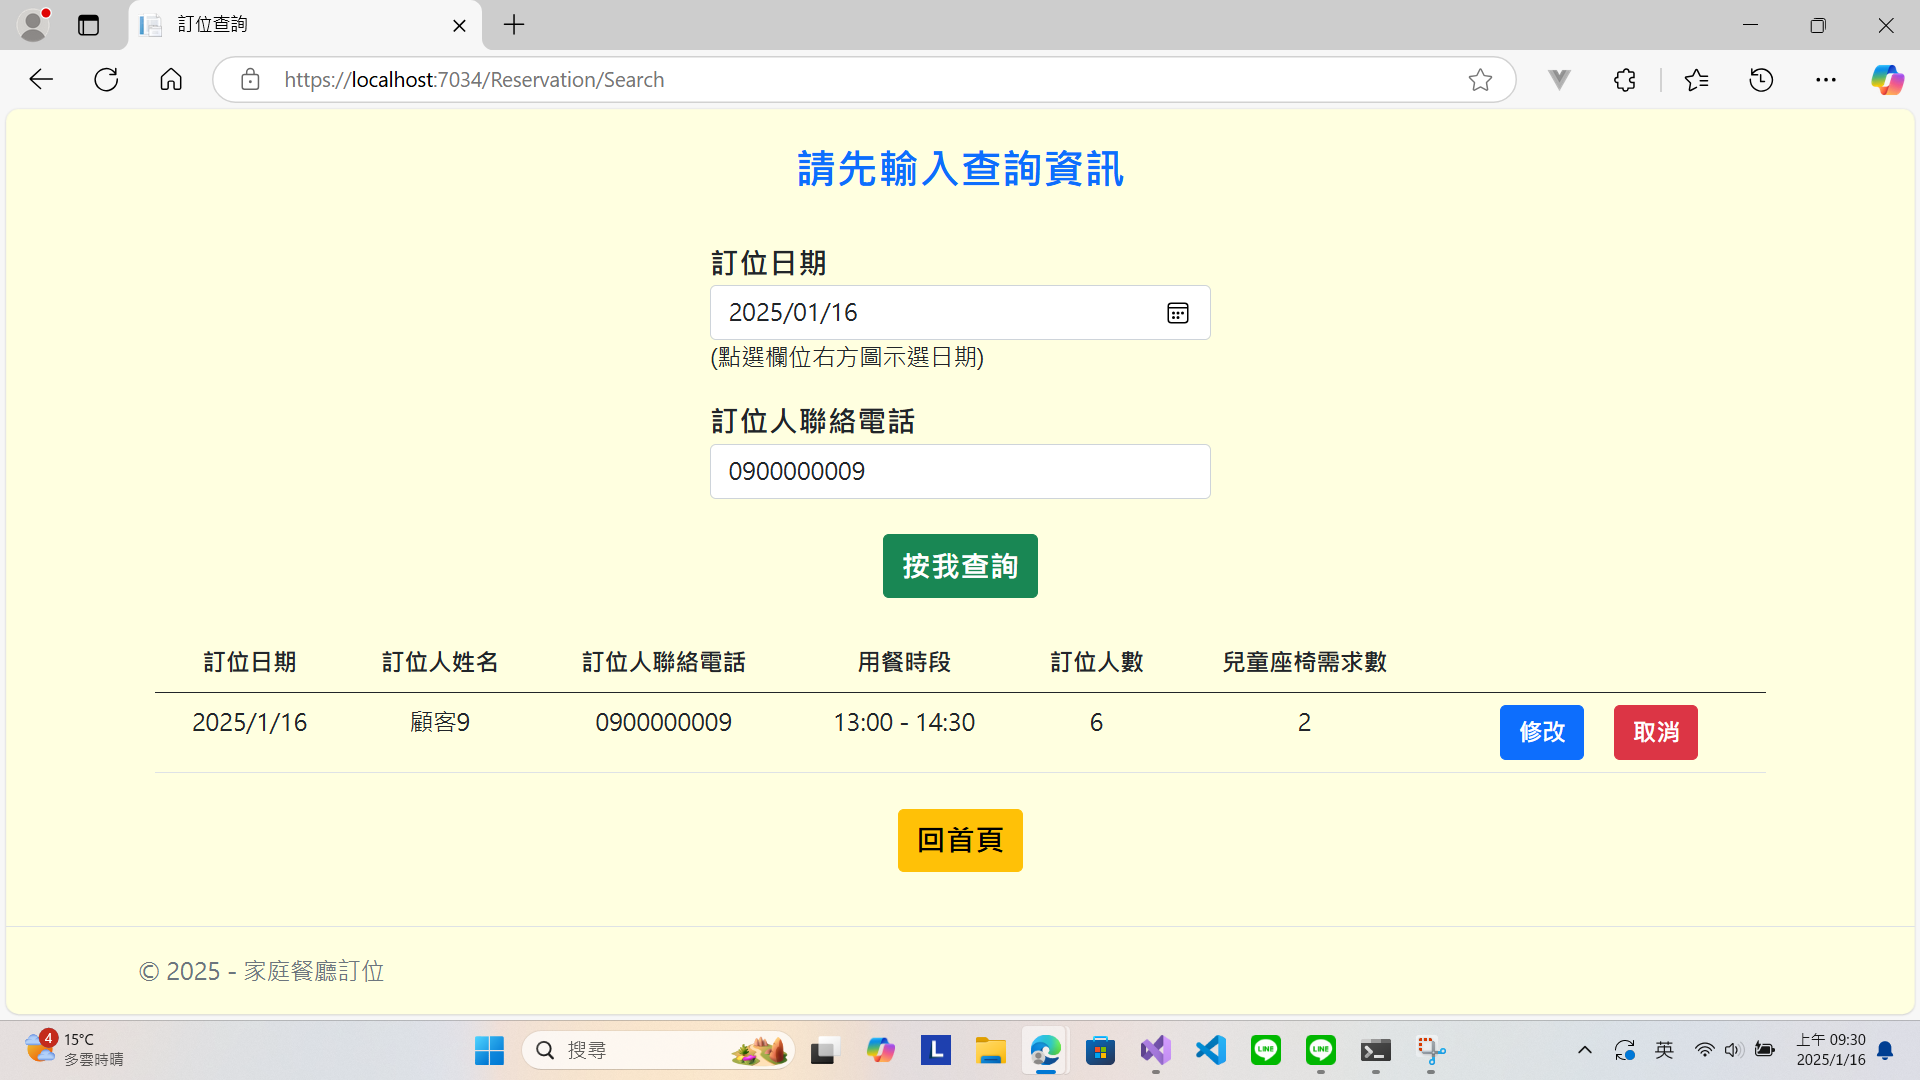 訂位查詢
https://localhost:7034/Reservation/Search
請先輸入查詢資訊
訂位日期
2025/01/16
(點選欄位右方圖示選日期)
訂位人聯絡電話
0900000009
按我查詢
訂位日期 訂位人姓名 訂位人聯絡電話 用餐時段 訂位人數 兒童座椅需求數
2025/1/16 顧客9 0900000009 13:00 - 14:30 6 2 修改 取消
回首頁
© 2025 - 家庭餐廳訂位
4 15°C
多雲時晴
搜尋
L
LINE
LINE
英
上午 09:30
2025/1/16